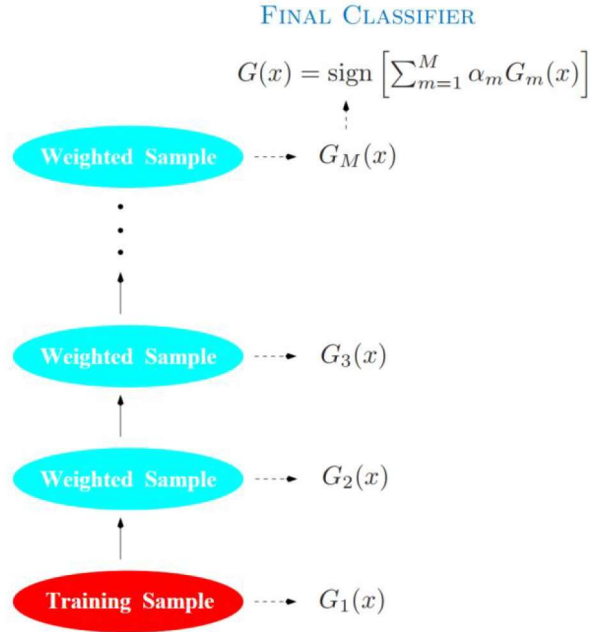 FINAL CLASSIFIER
G(x) = sign [∑_{m=1}^{M} α_m G_m(x)]
Weighted Sample
G_M(x)
Weighted Sample
G_3(x)
Weighted Sample
G_2(x)
Training Sample
G_1(x)